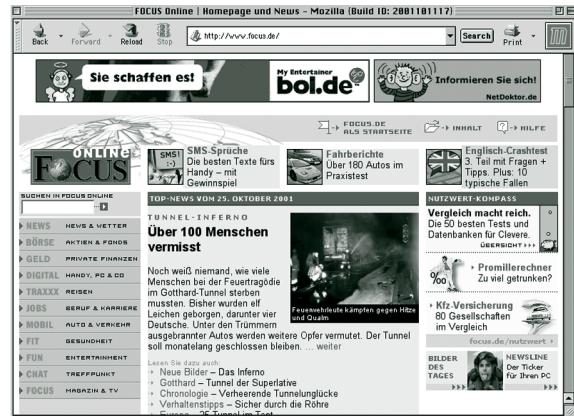 FOCUS Online | Homepage und News - Mozilla {Build ID: 2001101117}
Back
Forward
Reload
Stop
http://www.focus.de/
Search
Print
Sie schaffen es!
My Entertainer
bol.de
Informieren Sie sich!
NetDoktor.de
FOCUS.DE
ALS STARTSEITE
INHALT
HILFE
ONLINE
FOCUS
SMS!
:-)
SMS-Sprüche
Die besten Texte fürs
Handy – mit
Gewinnspiel
Fahrberichte
Über 180 Autos im
Praxistest
Englisch-Crashtest
3. Teil mit Fragen +
Tipps. Plus: 10
typische Fallen
SUCHEN IN FOCUS ONLINE
NEWS NEWS & WETTER
BÖRSE AKTIEN & FONDS
GELD PRIVATE FINANZEN
DIGITAL HANDY, PC & CO
TRAXXX REISEN
JOBS BERUF & KARRIERE
MOBIL AUTO & VERKEHR
FIT GESUNDHEIT
FUN ENTERTAINMENT
CHAT TREFFPUNKT
FOCUS MAGAZIN & TV
TOP-NEWS VOM 25. OKTOBER 2001
TUNNEL-INFERNO
Über 100 Menschen
vermisst
Noch weiß niemand, wie viele
Menschen bei der Feuertragödie
im Gotthard-Tunnel sterben
mussten. Bisher wurden elf
Leichen geborgen, darunter vier
Deutsche. Unter den Trümmern
ausgebrannter Autos werden weitere Opfer vermutet. Der Tunnel
soll monatelang geschlossen bleiben. ... weiter
Feuerwehrleute kämpfen gegen Hitze
und Qualm
Lesen Sie dazu auch:
Neue Bilder – Das Inferno
Gotthard – Tunnel der Superlative
Chronologie – Verheerende Tunnelunglücke
Verhaltenstipps – Sicher durch die Röhre
Europa – 25 Tunnel im Test
NUTZWERT-KOMPASS
Vergleich macht reich.
Die 50 besten Tests und
Datenbanken für Clevere.
ÜBERSICHT
Promillerechner
Zu viel getrunken?
Kfz-Versicherung
80 Gesellschaften
im Vergleich
focus.de/nutzwert
BILDER
DES
TAGES
NEWSLINE
Der Ticker
für Ihren PC